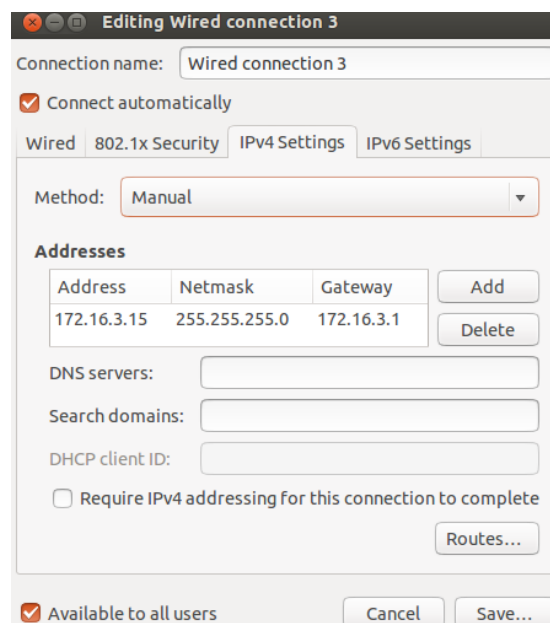 Editing Wired connection 3
Connection name: Wired connection 3
Connect automatically
Wired 802.1x Security IPv4 Settings IPv6 Settings
Method: Manual
Addresses
Address Netmask Gateway Add
172.16.3.15 255.255.255.0 172.16.3.1 Delete
DNS servers:
Search domains:
DHCP client ID:
Require IPv4 addressing for this connection to complete
Routes...
Available to all users Cancel Save...